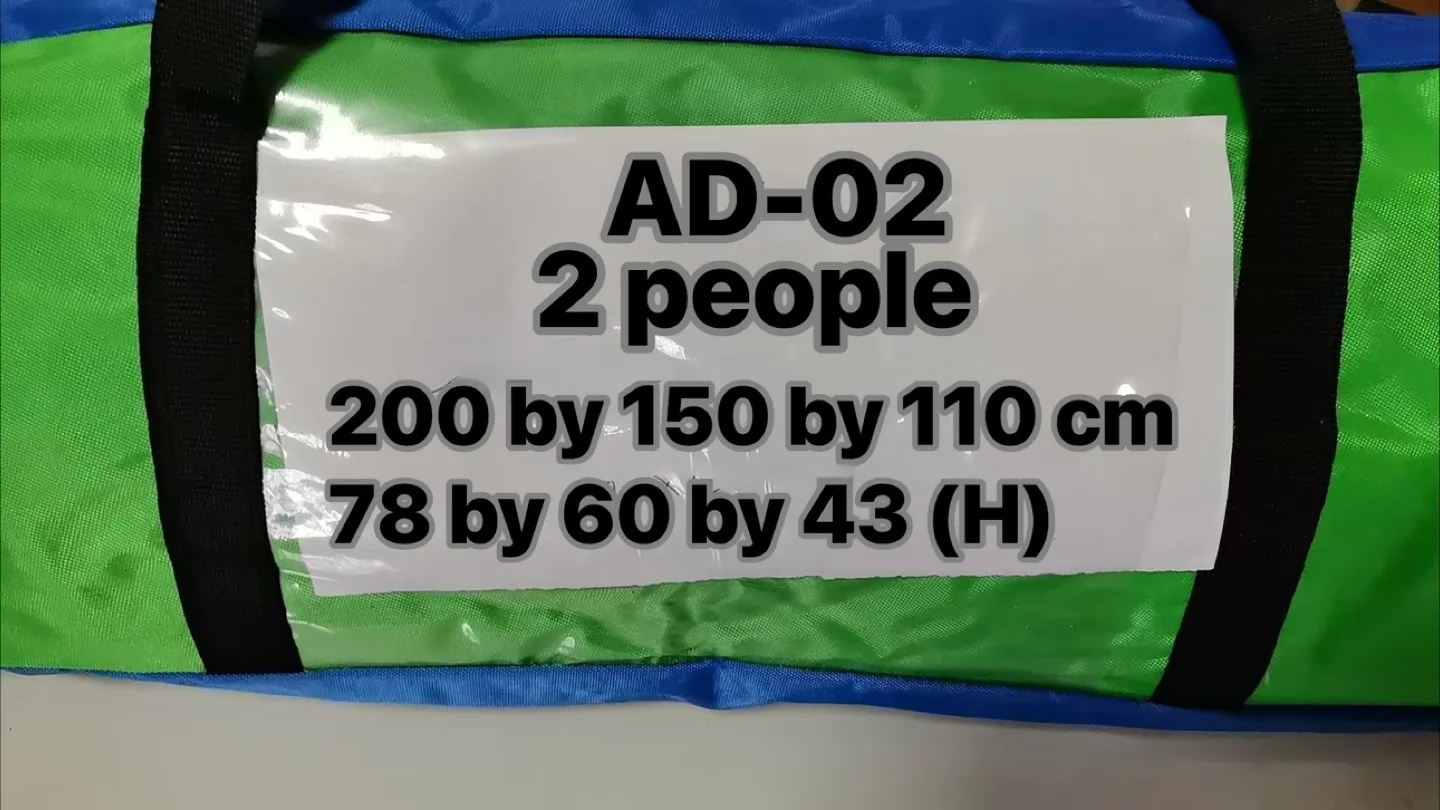 AD-02
2 people
200 by 150 by 110 cm
78 by 60 by 43 (H)